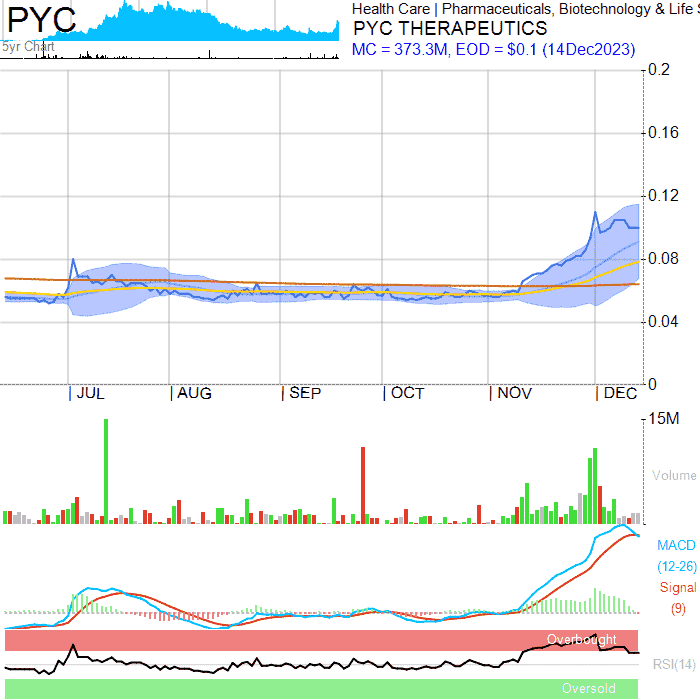 PYC
Health Care | Pharmaceuticals, Biotechnology & Life S
PYC THERAPEUTICS
5yr Chart
MC = 373.3M, EOD = $0.1 (14Dec2023)
0.2
0.16
0.12
0.08
0.04
0
| JUL | AUG | SEP | OCT | NOV | DEC
15M
Volume
MACD
(12-26)
Signal
(9)
Overbought
RSI(14)
Oversold